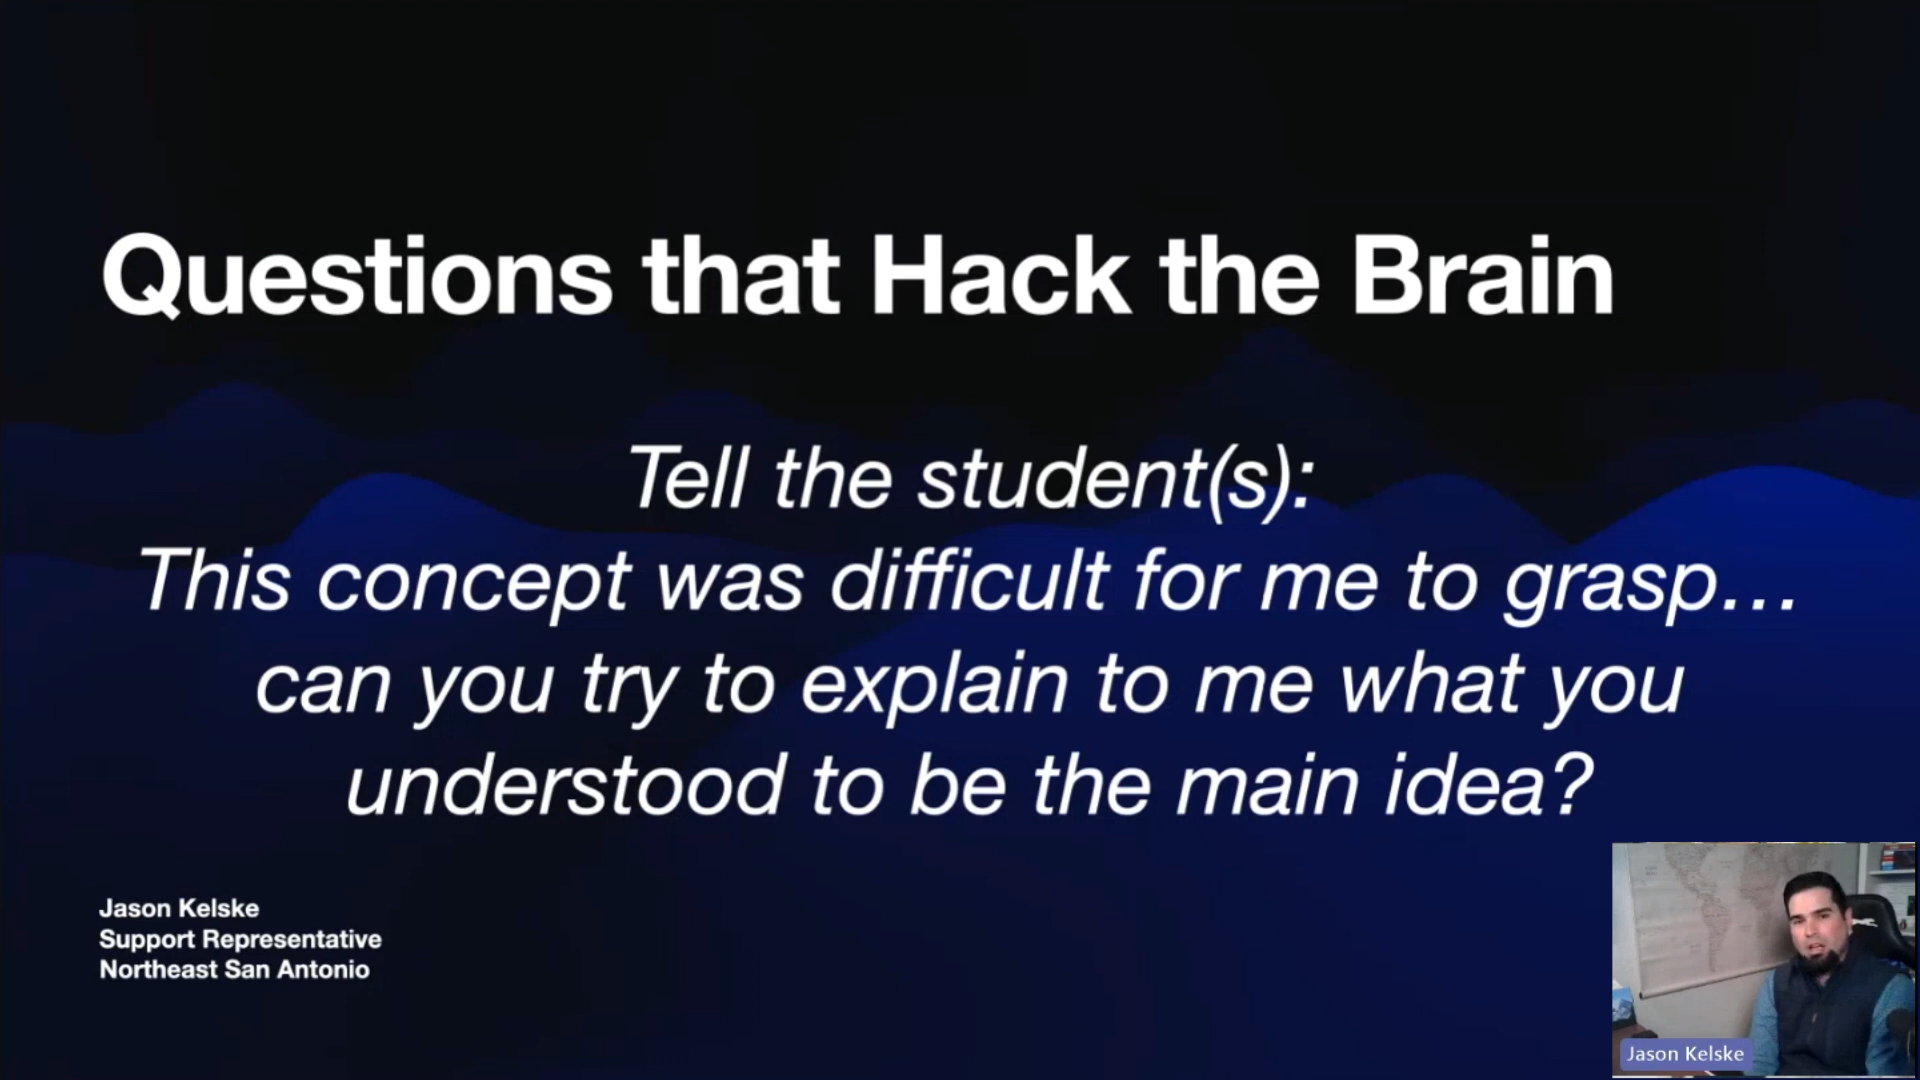 Questions that Hack the Brain
Tell the student(s):
This concept was difficult for me to grasp...
can you try to explain to me what you
understood to be the main idea?
Jason Kelske
Support Representative
Northeast San Antonio
Jason Kelske